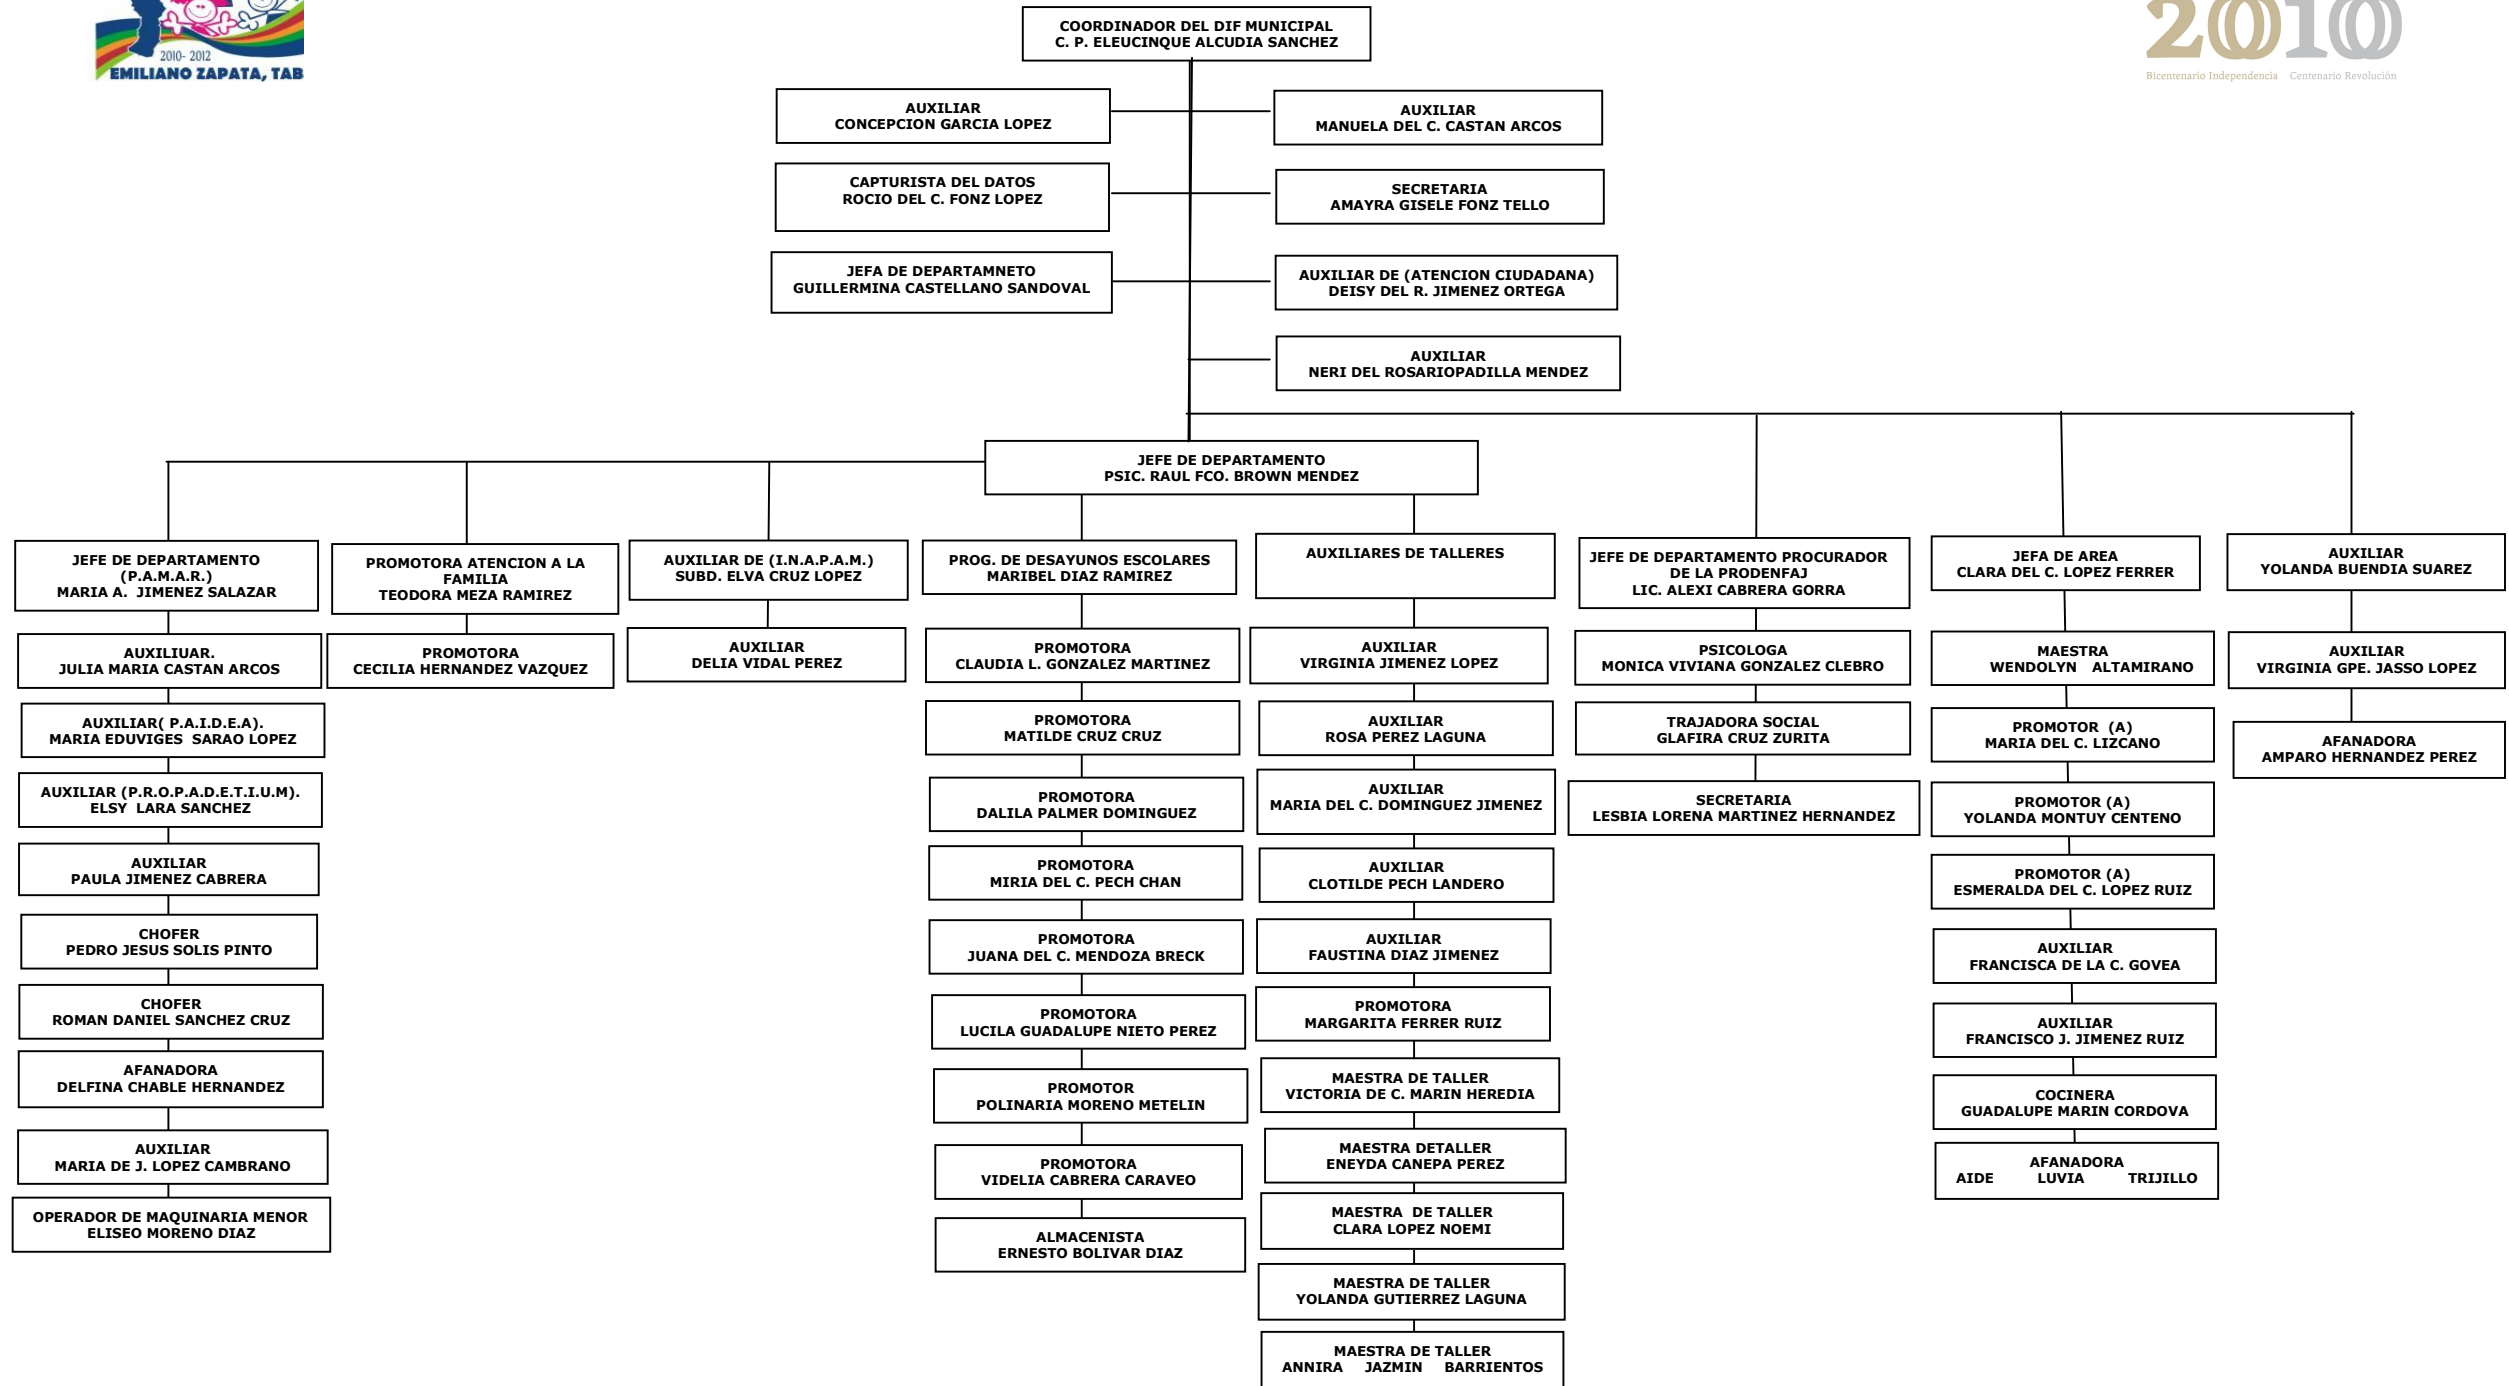 2010- 2012
EMILIANO ZAPATA, TAB
2010
Bicentenario Independencia Centenario Revolución
COORDINADOR DEL DIF MUNICIPAL
C. P. ELEUCINQUE ALCUDIA SANCHEZ
AUXILIAR
CONCEPCION GARCIA LOPEZ
AUXILIAR
MANUELA DEL C. CASTAN ARCOS
CAPTURISTA DEL DATOS
ROCIO DEL C. FONZ LOPEZ
SECRETARIA
AMAYRA GISELE FONZ TELLO
JEFA DE DEPARTAMNETO
GUILLERMINA CASTELLANO SANDOVAL
AUXILIAR DE (ATENCION CIUDADANA)
DEISY DEL R. JIMENEZ ORTEGA
AUXILIAR
NERI DEL ROSARIOPADILLA MENDEZ
JEFE DE DEPARTAMENTO
PSIC. RAUL FCO. BROWN MENDEZ
JEFE DE DEPARTAMENTO
(P.A.M.A.R.)
MARIA A. JIMENEZ SALAZAR
AUXILIUAR.
JULIA MARIA CASTAN ARCOS
AUXILIAR( P.A.I.D.E.A).
MARIA EDUVIGES SARAO LOPEZ
AUXILIAR (P.R.O.P.A.D.E.T.I.U.M).
ELSY LARA SANCHEZ
AUXILIAR
PAULA JIMENEZ CABRERA
CHOFER
PEDRO JESUS SOLIS PINTO
CHOFER
ROMAN DANIEL SANCHEZ CRUZ
AFANADORA
DELFINA CHABLE HERNANDEZ
AUXILIAR
MARIA DE J. LOPEZ CAMBRANO
OPERADOR DE MAQUINARIA MENOR
ELISEO MORENO DIAZ
PROMOTORA ATENCION A LA
FAMILIA
TEODORA MEZA RAMIREZ
PROMOTORA
CECILIA HERNANDEZ VAZQUEZ
AUXILIAR DE (I.N.A.P.A.M.)
SUBD. ELVA CRUZ LOPEZ
AUXILIAR
DELIA VIDAL PEREZ
PROG. DE DESAYUNOS ESCOLARES
MARIBEL DIAZ RAMIREZ
PROMOTORA
CLAUDIA L. GONZALEZ MARTINEZ
PROMOTORA
MATILDE CRUZ CRUZ
PROMOTORA
DALILA PALMER DOMINGUEZ
PROMOTORA
MIRIA DEL C. PECH CHAN
PROMOTORA
JUANA DEL C. MENDOZA BRECK
PROMOTORA
LUCILA GUADALUPE NIETO PEREZ
PROMOTOR
POLINARIA MORENO METELIN
PROMOTORA
VIDELIA CABRERA CARAVEO
ALMACENISTA
ERNESTO BOLIVAR DIAZ
AUXILIARES DE TALLERES
AUXILIAR
VIRGINIA JIMENEZ LOPEZ
AUXILIAR
ROSA PEREZ LAGUNA
AUXILIAR
MARIA DEL C. DOMINGUEZ JIMENEZ
AUXILIAR
CLOTILDE PECH LANDERO
AUXILIAR
FAUSTINA DIAZ JIMENEZ
PROMOTORA
MARGARITA FERRER RUIZ
MAESTRA DE TALLER
VICTORIA DE C. MARIN HEREDIA
MAESTRA DETALLER
ENEYDA CANEPA PEREZ
MAESTRA DE TALLER
CLARA LOPEZ NOEMI
MAESTRA DE TALLER
YOLANDA GUTIERREZ LAGUNA
MAESTRA DE TALLER
ANNIRA JAZMIN BARRIENTOS
JEFE DE DEPARTAMENTO PROCURADOR
DE LA PRODENFAJ
LIC. ALEXI CABRERA GORRA
PSICOLOGA
MONICA VIVIANA GONZALEZ CLEBRO
TRAJADORA SOCIAL
GLAFIRA CRUZ ZURITA
SECRETARIA
LESBIA LORENA MARTINEZ HERNANDEZ
JEFA DE AREA
CLARA DEL C. LOPEZ FERRER
MAESTRA
WENDOLYN ALTAMIRANO
PROMOTOR (A)
MARIA DEL C. LIZCANO
PROMOTOR (A)
YOLANDA MONTUY CENTENO
PROMOTOR (A)
ESMERALDA DEL C. LOPEZ RUIZ
AUXILIAR
FRANCISCA DE LA C. GOVEA
AUXILIAR
FRANCISCO J. JIMENEZ RUIZ
COCINERA
GUADALUPE MARIN CORDOVA
AFANADORA
AIDE LUVIA TRIJILLO
AUXILIAR
YOLANDA BUENDIA SUAREZ
AUXILIAR
VIRGINIA GPE. JASSO LOPEZ
AFANADORA
AMPARO HERNANDEZ PEREZ